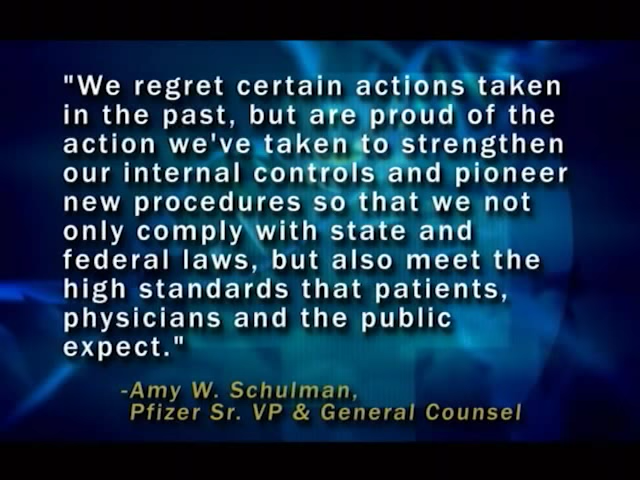 "We regret certain actions taken
in the past, but are proud of the
action we've taken to strengthen
our internal controls and pioneer
new procedures so that we not
only comply with state and
federal laws, but also meet the
high standards that patients,
physicians and the public
expect."
-Amy W. Schulman,
Pfizer Sr. VP & General Counsel